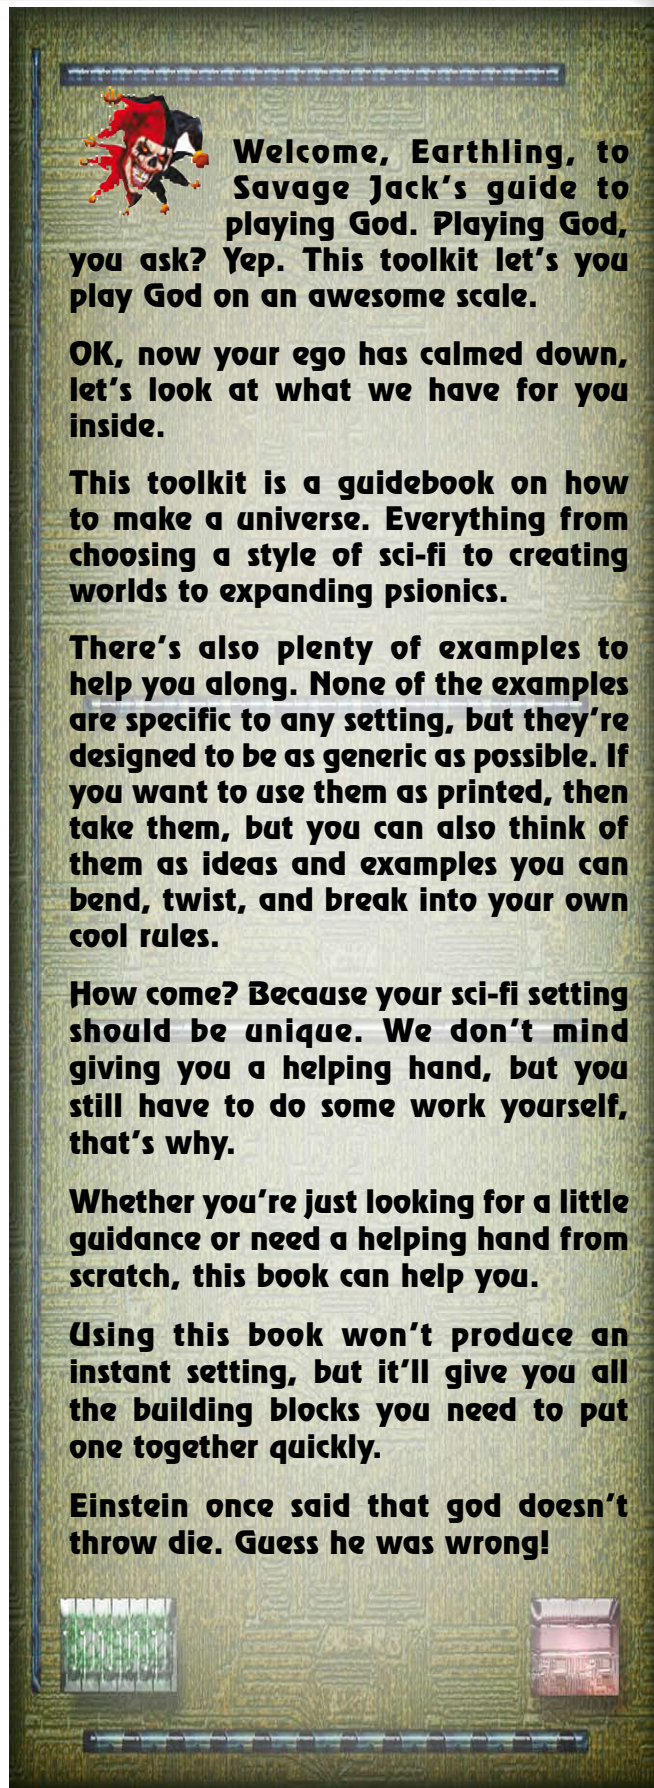 Welcome, Earthling, to
Savage Jack's guide to
playing God. Playing God,
you ask? Yep. This toolkit let's you
play God on an awesome scale.
OK, now your ego has calmed down,
let's look at what we have for you
inside.
This toolkit is a guidebook on how
to make a universe. Everything from
choosing a style of sci-fi to creating
worlds to expanding psionics.
There's also plenty of examples to
help you along. None of the examples
are specific to any setting, but they're
designed to be as generic as possible. If
you want to use them as printed, then
take them, but you can also think of
them as ideas and examples you can
bend, twist, and break into your own
cool rules.
How come? Because your sci-fi setting
should be unique. We don't mind
giving you a helping hand, but you
still have to do some work yourself,
that's why.
Whether you're just looking for a little
guidance or need a helping hand from
scratch, this book can help you.
Using this book won't produce an
instant setting, but it'll give you all
the building blocks you need to put
one together quickly.
Einstein once said that god doesn't
throw die. Guess he was wrong!